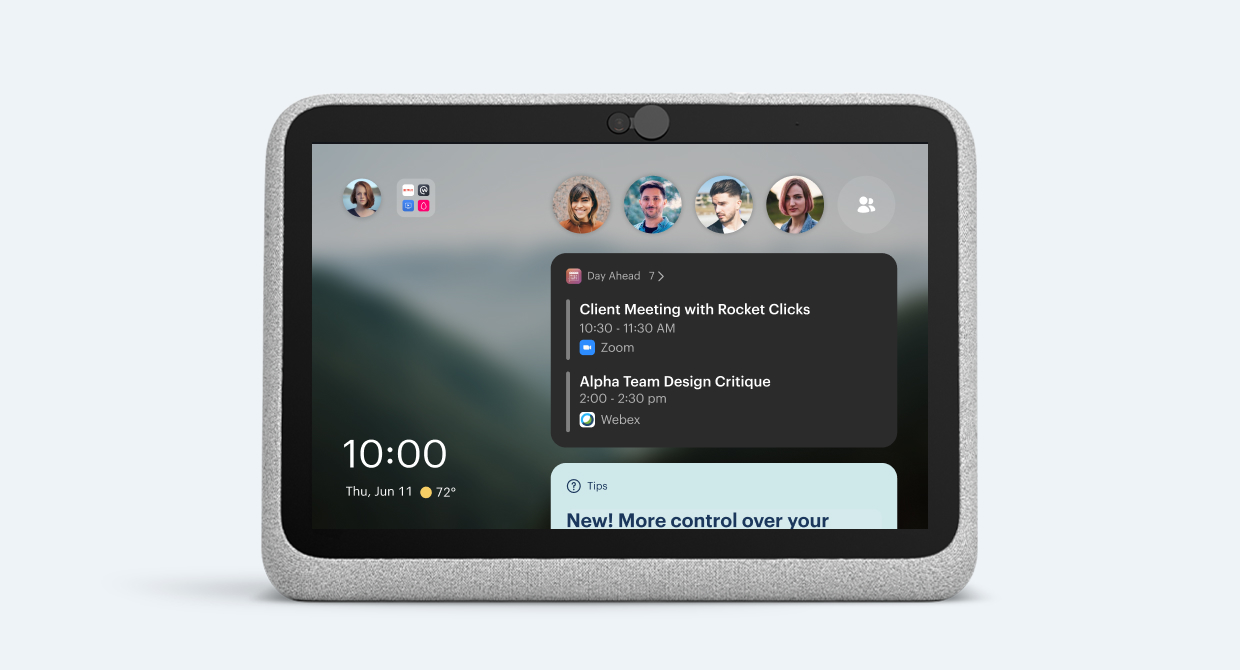 Day Ahead 7
Client Meeting with Rocket Clicks
10:30 - 11:30 AM
Zoom
Alpha Team Design Critique
2:00 - 2:30 pm
Webex
10:00
Thu, Jun 11 72°
Tips
New! More control over your